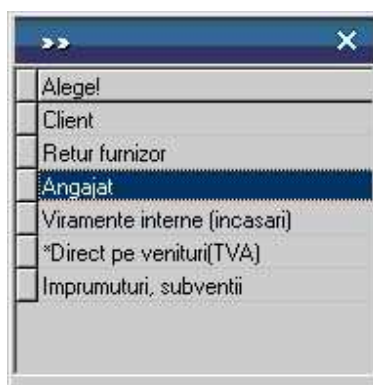 »»
Alege!
Client
Retur furnizor
Angajat
Viramente interne (incasari)
*Direct pe venituri(TVA)
Imprumuturi, subventii